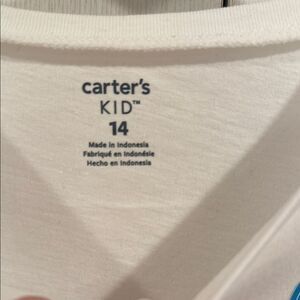 carter's
KID™
14
Made in Indonesia
Fabriqué en Indonésie
Hecho en Indonesia